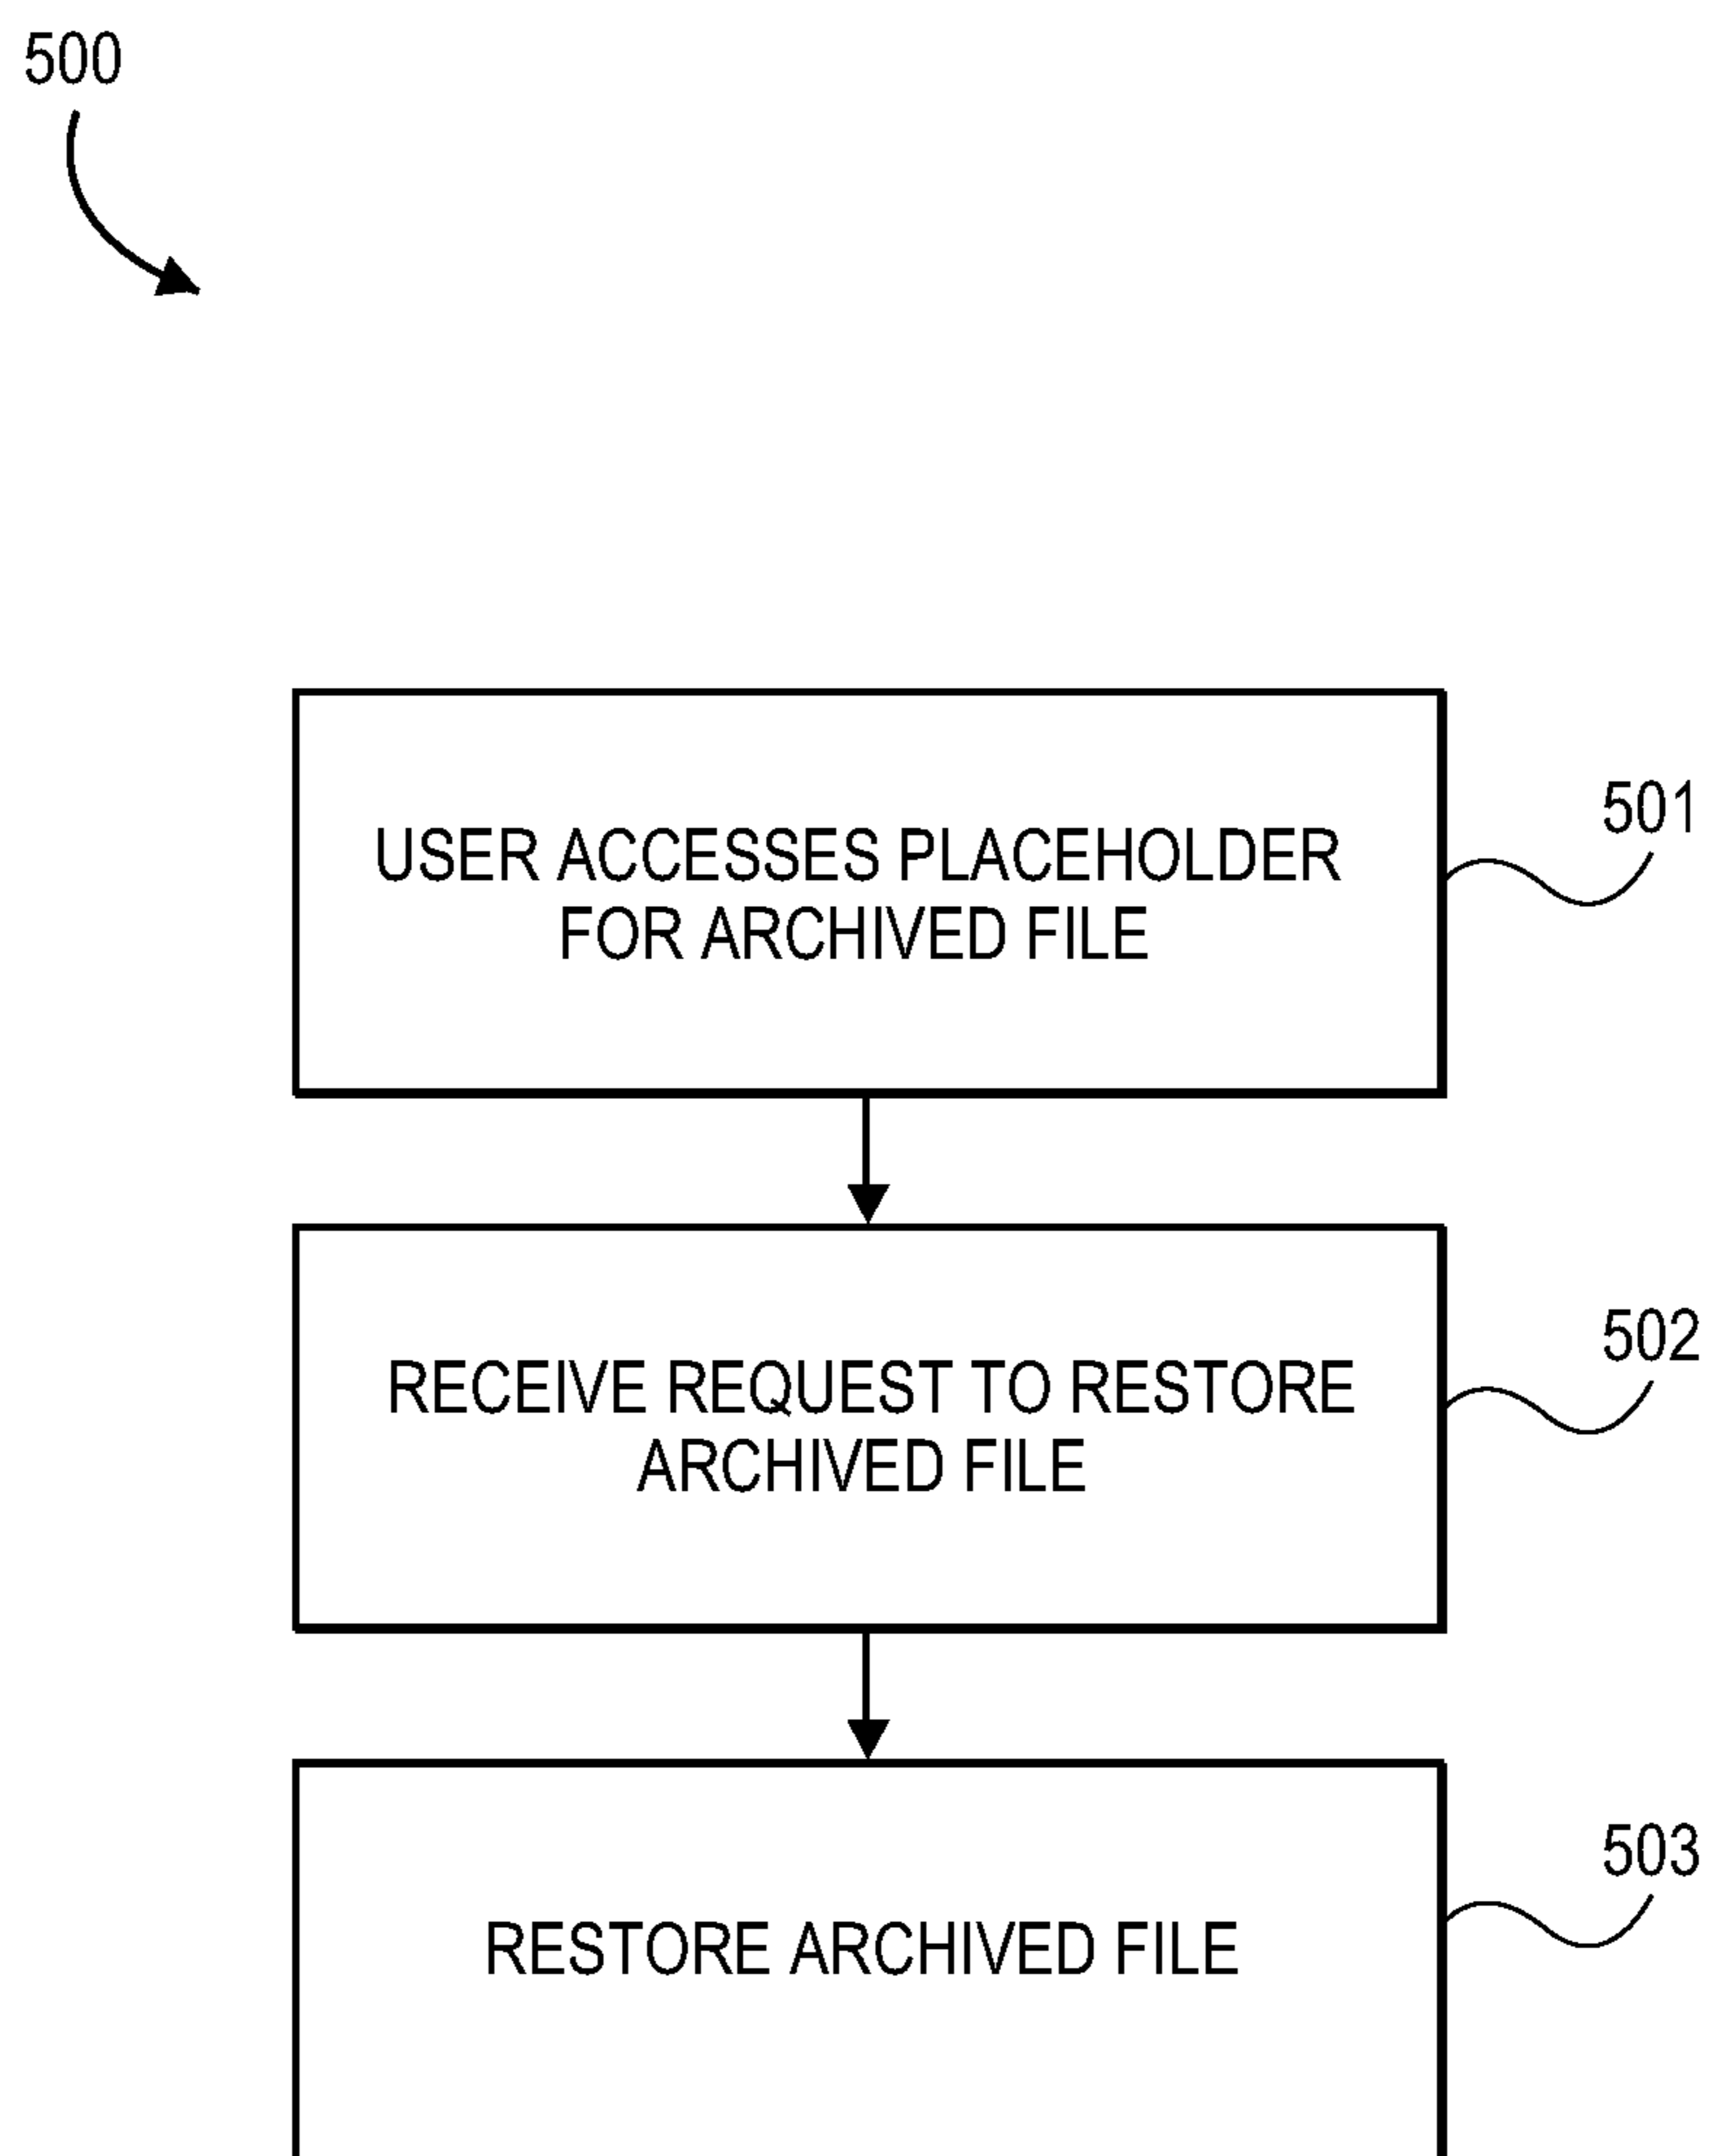 500
USER ACCESSES PLACEHOLDER
FOR ARCHIVED FILE
501
RECEIVE REQUEST TO RESTORE
ARCHIVED FILE
502
RESTORE ARCHIVED FILE
503